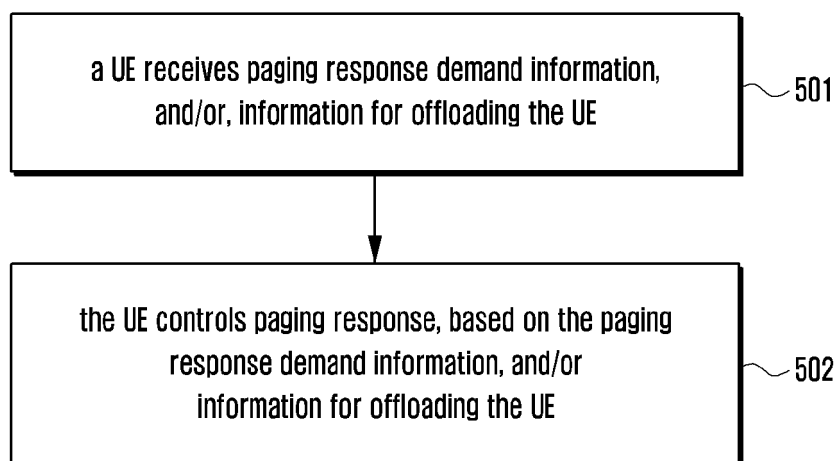 a UE receives paging response demand information,
and/or, information for offloading the UE
501
the UE controls paging response, based on the paging
response demand information, and/or
information for offloading the UE
502